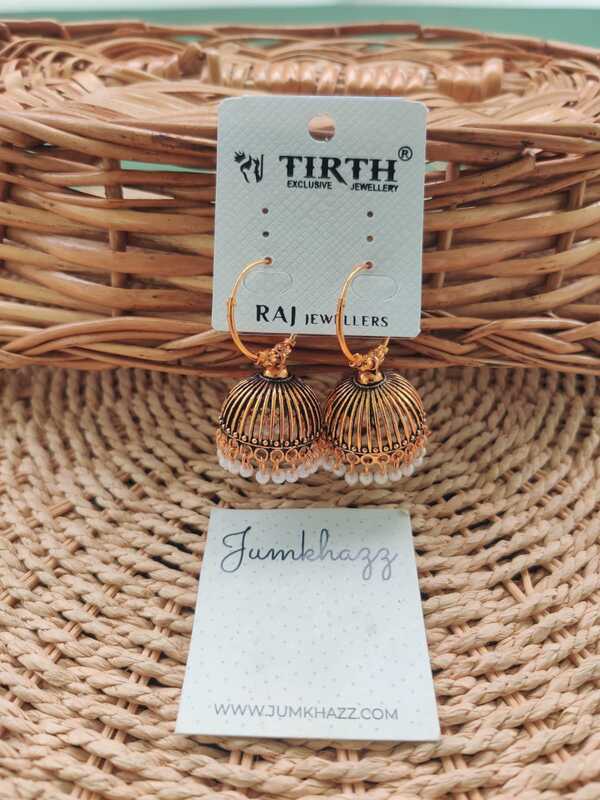 TIRTH®
EXCLUSIVE JEWELLERY
RAJ JEWELLERS
Jumkhazz
WWW.JUMKHAZZ.COM